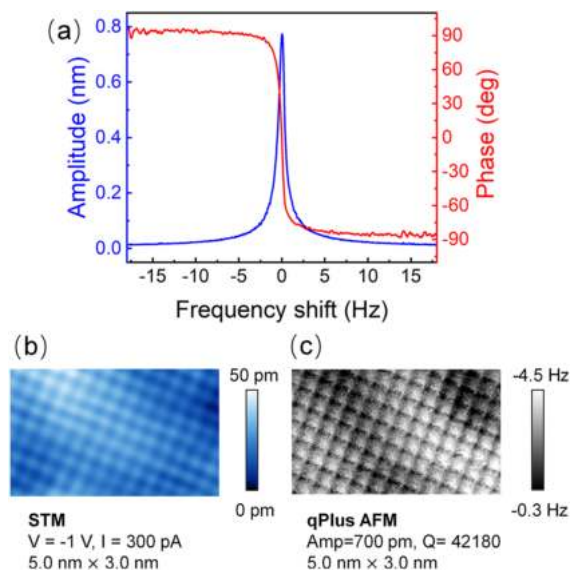 (a)
0.8
0.6
0.4
0.2
0.0
Amplitude (nm)
90
60
30
0
-30
-60
-90
Phase (deg)
-15 -10 -5 0 5 10 15
Frequency shift (Hz)
(b)
50 pm
0 pm
STM
V = -1 V, I = 300 pA
5.0 nm × 3.0 nm
(c)
-4.5 Hz
-0.3 Hz
qPlus AFM
Amp=700 pm, Q= 42180
5.0 nm × 3.0 nm